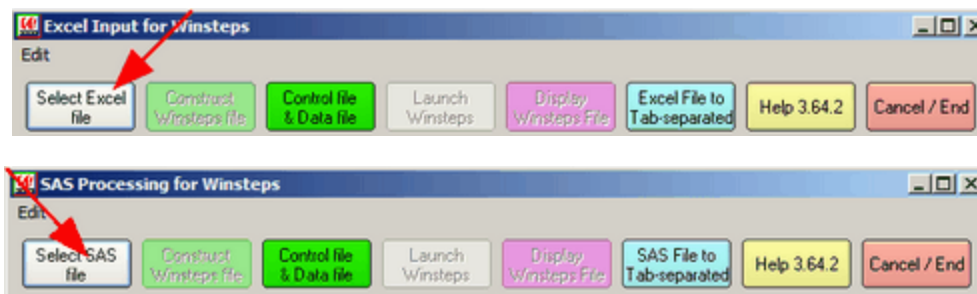 Excel Input for Winsteps
Edit
Select Excel file
Construct Winsteps file
Control file & Data file
Launch Winsteps
Display Winsteps File
Excel File to Tab-separated
Help 3.64.2
Cancel / End
SAS Processing for Winsteps
Edit
Select SAS file
Construct Winsteps file
Control file & Data file
Launch Winsteps
Display Winsteps File
SAS File to Tab-separated
Help 3.64.2
Cancel / End